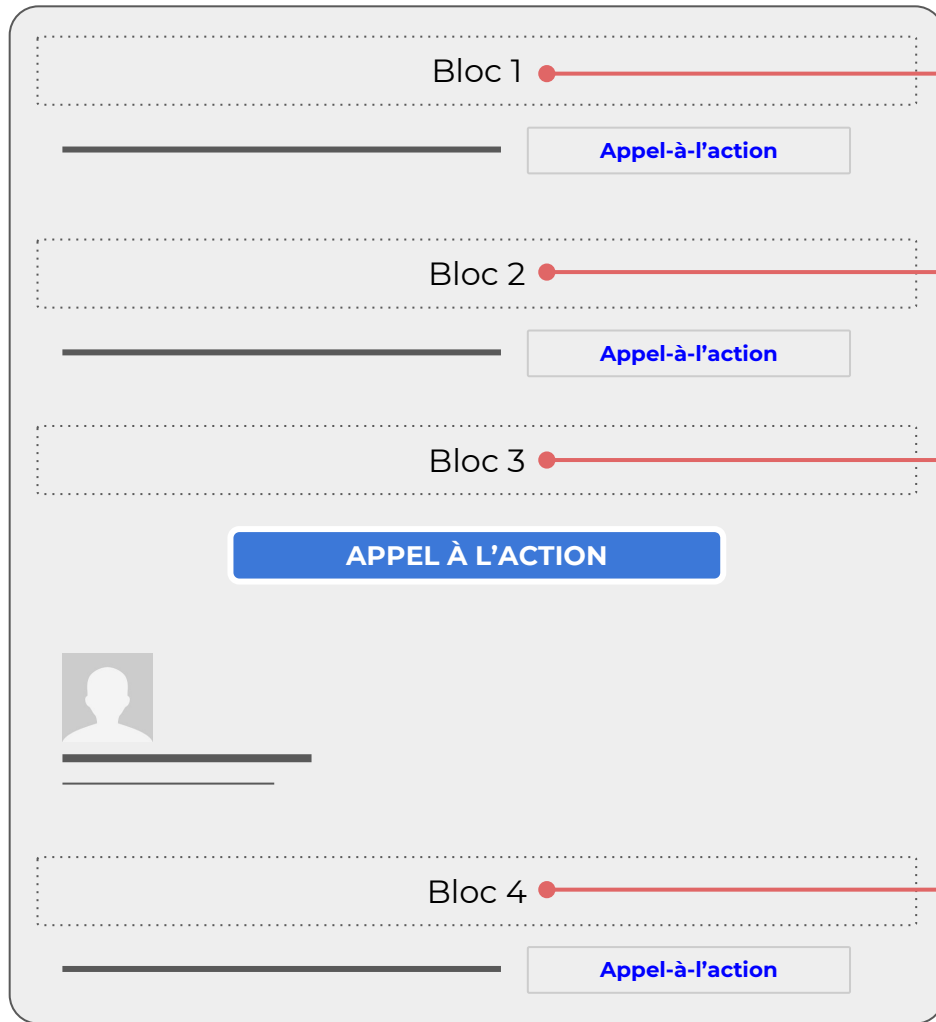 Bloc 1
Appel-à-l’action
Bloc 2
Appel-à-l’action
Bloc 3
APPEL À L’ACTION
Bloc 4
Appel-à-l’action